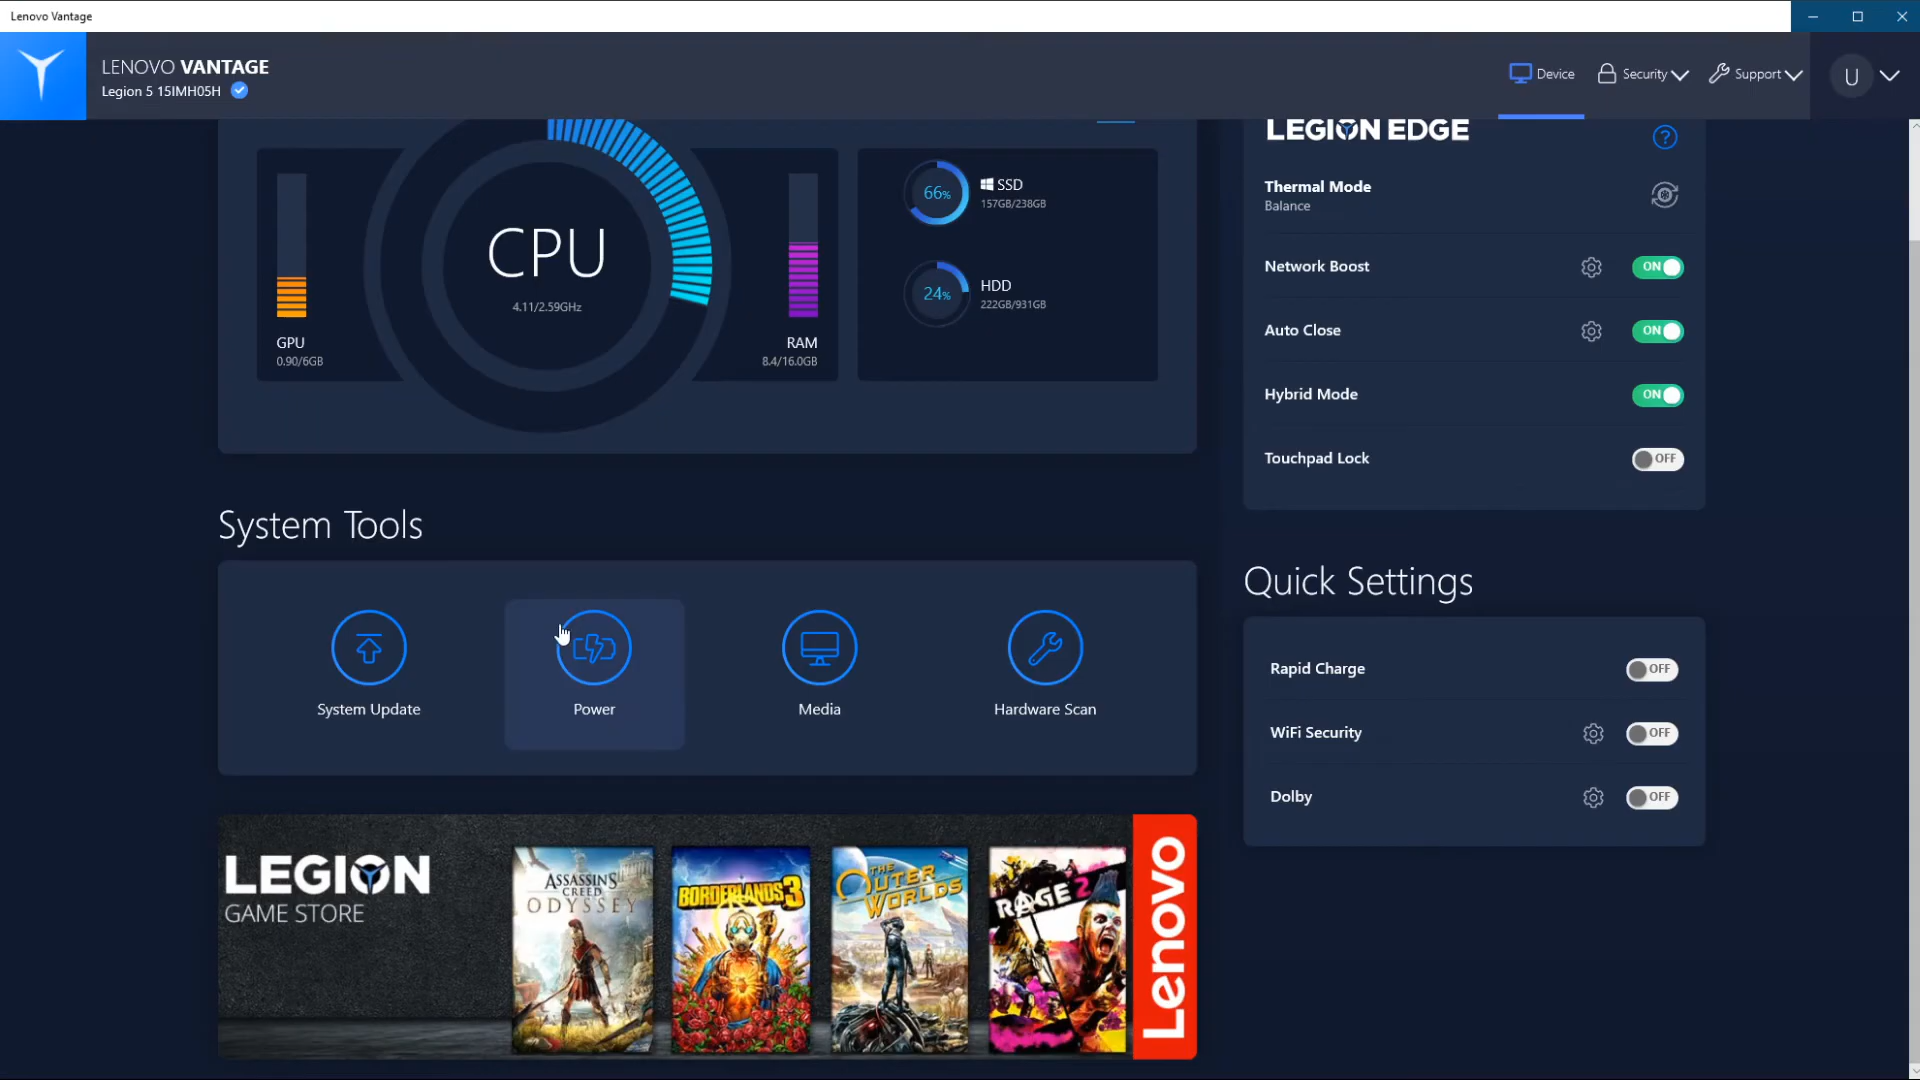 Lenovo Vantage
LENOVO VANTAGE
Legion 5 15IMH05H
Device
Security
Support
U
CPU
4.11/2.59GHz
GPU
0.90/6GB
RAM
8.4/16.0GB
66%
SSD
157GB/238GB
24%
HDD
222GB/931GB
LEGION EDGE
?
Thermal Mode
Balance
Network Boost
ON
Auto Close
ON
Hybrid Mode
ON
Touchpad Lock
OFF
System Tools
System Update
Power
Media
Hardware Scan
Quick Settings
Rapid Charge
OFF
WiFi Security
OFF
Dolby
OFF
LEGION
GAME STORE
ASSASSIN'S
CREED
ODYSSEY
BORDERLANDS 3
THE
OUTER
WORLDS
RAGE 2
Lenovo